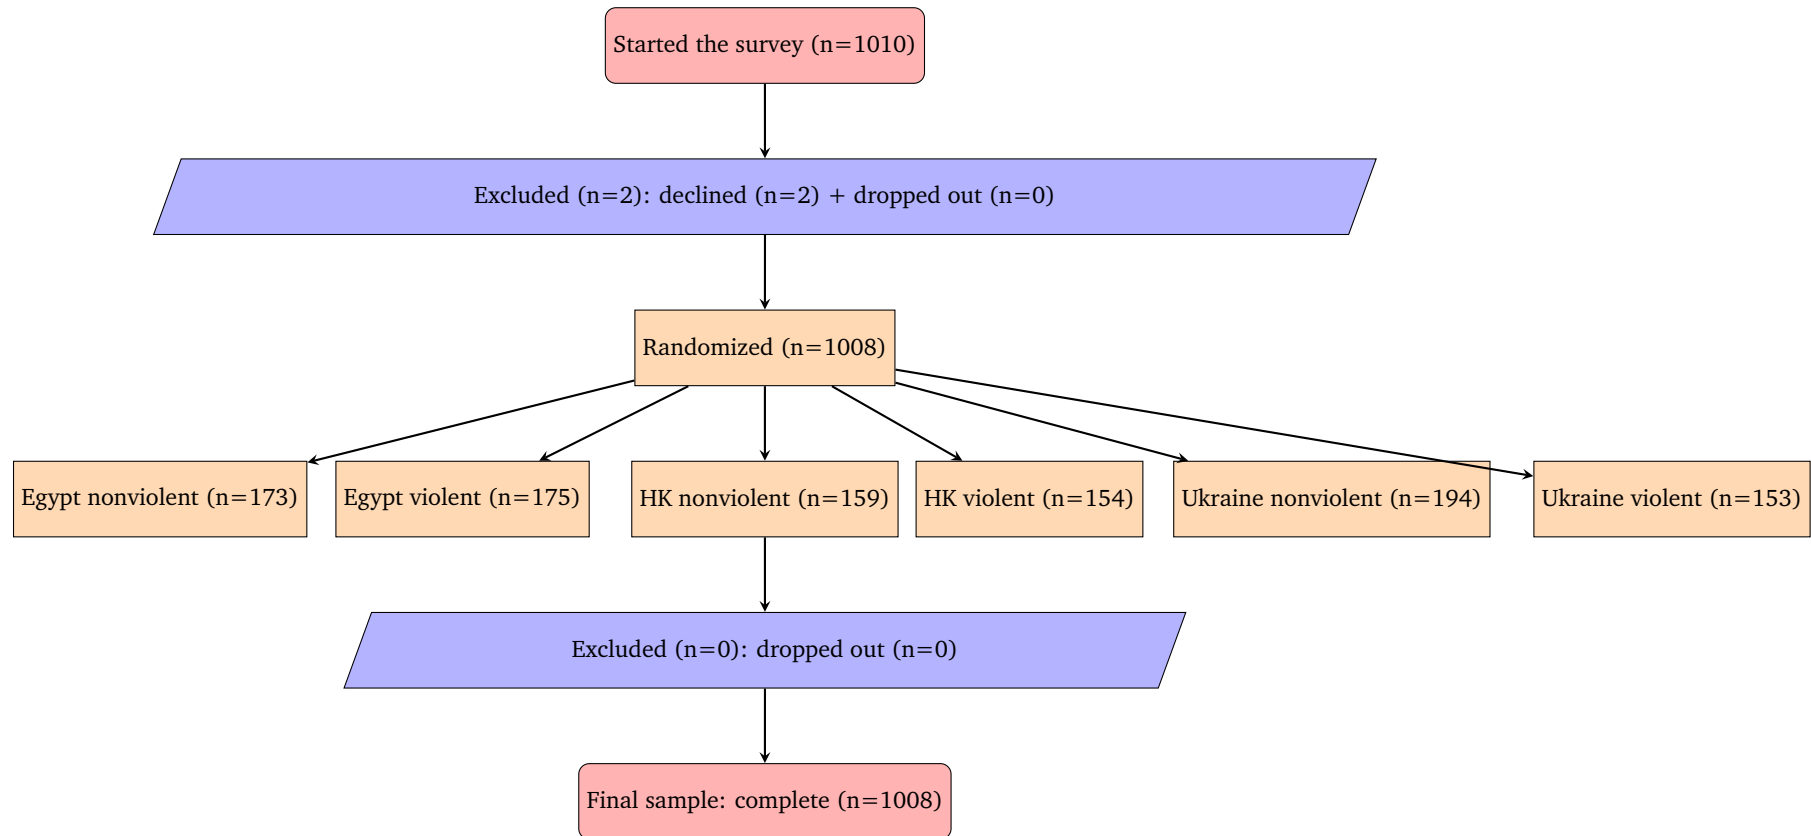 Started the survey (n=1010)
Excluded (n=2): declined (n=2) + dropped out (n=0)
Randomized (n=1008)
Egypt nonviolent (n=173)
Egypt violent (n=175)
HK nonviolent (n=159)
HK violent (n=154)
Ukraine nonviolent (n=194)
Ukraine violent (n=153)
Excluded (n=0): dropped out (n=0)
Final sample: complete (n=1008)